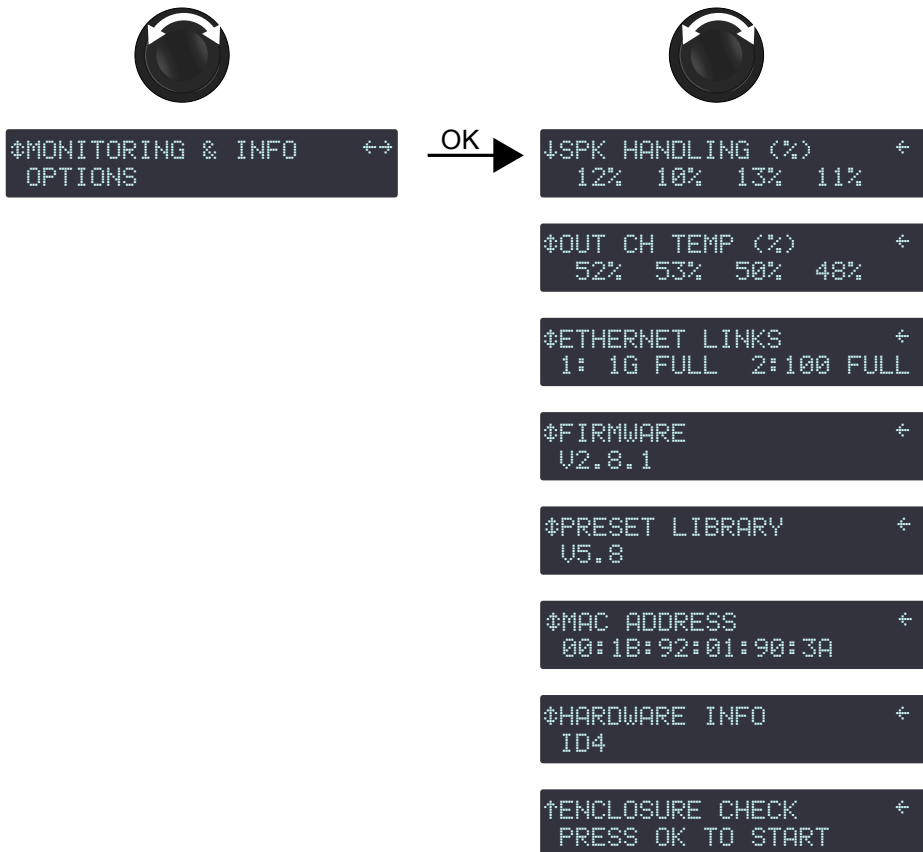 ↕MONITORING & INFO ←→
OPTIONS
OK
↓SPK HANDLING (%) ←
12% 10% 13% 11%
↕OUT CH TEMP (%) ←
52% 53% 50% 48%
↕ETHERNET LINKS ←
1: 1G FULL 2:100 FULL
↕FIRMWARE ←
V2.8.1
↕PRESET LIBRARY ←
V5.8
↕MAC ADDRESS ←
00:1B:92:01:90:3A
↕HARDWARE INFO ←
ID4
↑ENCLOSURE CHECK ←
PRESS OK TO START